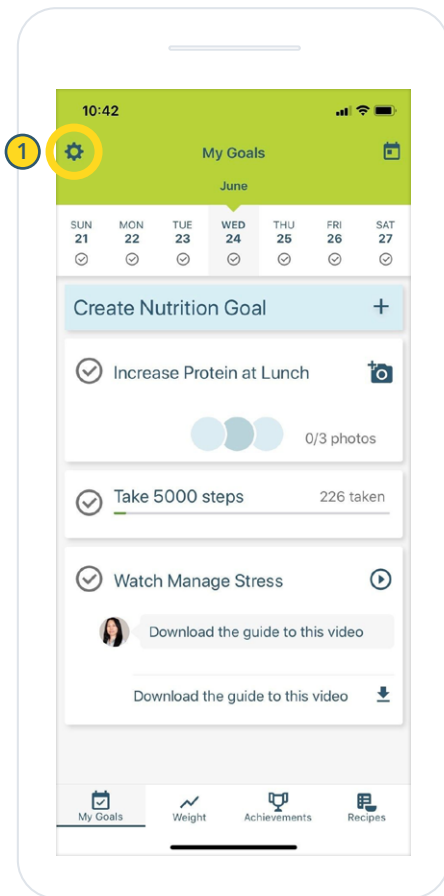 10:42
1
My Goals
June
SUN MON TUE WED THU FRI SAT
21 22 23 24 25 26 27
Create Nutrition Goal +
Increase Protein at Lunch
0/3 photos
Take 5000 steps 226 taken
Watch Manage Stress
Download the guide to this video
Download the guide to this video
My Goals Weight Achievements Recipes